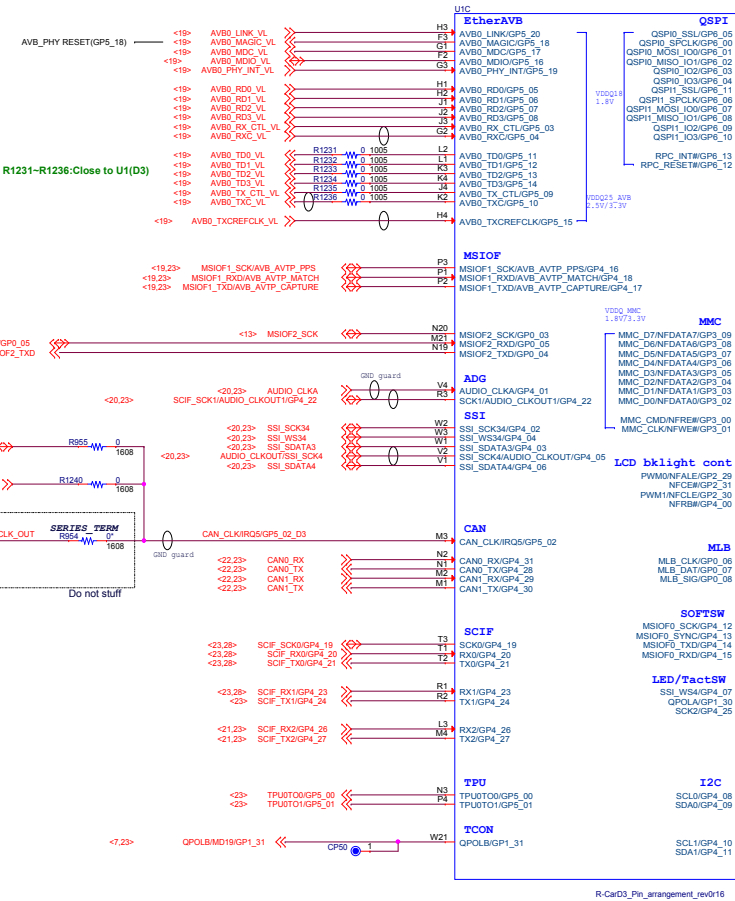 U1C
EtherAVB QSPI
<19> AVB0_LINK_VL H3 AVB0_LINK/GP5_20 QSPI0_SSL/GP6_05
AVB_PHY RESET(GP5_18) <19> AVB0_MAGIC_VL F3 AVB0_MAGIC/GP5_18 QSPI0_SPCLK/GP6_00
<19> AVB0_MDC_VL G1 AVB0_MDC/GP5_17 QSPI0_MOSI_IO0/GP6_01
<19> AVB0_MDIO_VL F2 AVB0_MDIO/GP5_16 QSPI0_MISO_IO1/GP6_02
<19> AVB0_PHY_INT/VL G3 AVB0_PHY_INT/GP5_19 QSPI0_IO2/GP6_03
QSPI0_IO3/GP6_04
<19> AVB0_RD0_VL H1 AVB0_RD0/GP5_05 QSPI1_SSL/GP6_11
<19> AVB0_RD1_VL H2 AVB0_RD1/GP5_06 VDDQ18 QSPI1_SPCLK/GP6_06
<19> AVB0_RD2_VL J1 AVB0_RD2/GP5_07 1.8V QSPI1_MOSI_IO0/GP6_07
<19> AVB0_RD3_VL J2 AVB0_RD3/GP5_08 QSPI1_MISO_IO1/GP6_08
<19> AVB0_RX_CTL_VL J3 AVB0_RX_CTL/GP5_03 QSPI1_IO2/GP6_09
<19> AVB0_RXC_VL G2 AVB0_RXC/GP5_04 QSPI1_IO3/GP6_10
<19> AVB0_TD0_VL R1231 0 1005 L2 AVB0_TD0/GP5_11 RPC_INT#/GP6_13
R1231~R1236:Close to U1(D3) <19> AVB0_TD1_VL R1232 0 1005 L1 AVB0_TD1/GP5_12 RPC_RESET#/GP6_12
<19> AVB0_TD2_VL R1233 0 1005 K3 AVB0_TD2/GP5_13
<19> AVB0_TD3_VL R1234 0 1005 K4 AVB0_TD3/GP5_14
<19> AVB0_TX_CTL_VL R1235 0 1005 J4 AVB0_TX_CTL/GP5_09 VDDQ25_AVB
<19> AVB0_TXC_VL R1236 0 1005 K2 AVB0_TXC/GP5_10 2.5V/3.3V
<19> AVB0_TXCREFCLK_VL H4 AVB0_TXCREFCLK/GP5_15
MSIOF
<19,23> MSIOF1_SCK/AVB_AVTP_PPS P3 MSIOF1_SCK/AVB_AVTP_PPS/GP4_16
<19,23> MSIOF1_RXD/AVB_AVTP_MATCH P1 MSIOF1_RXD/AVB_AVTP_MATCH/GP4_18
<19,23> MSIOF1_TXD/AVB_AVTP_CAPTURE P2 MSIOF1_TXD/AVB_AVTP_CAPTURE/GP4_17
VDDQ_MMC
1.8V/3.3V MMC
<13> MSIOF2_SCK N20 MSIOF2_SCK/GP0_03 MMC_D7/NFDATA7/GP3_09
/GP0_05 M21 MSIOF2_RXD/GP0_05 MMC_D6/NFDATA6/GP3_08
IOF2_TXD N19 MSIOF2_TXD/GP0_04 MMC_D5/NFDATA5/GP3_07
MMC_D4/NFDATA4/GP3_06
MMC_D3/NFDATA3/GP3_05
GND guard ADG MMC_D2/NFDATA2/GP3_04
<20,23> AUDIO_CLKA V4 AUDIO_CLKA/GP4_01 MMC_D1/NFDATA1/GP3_03
<20,23> SCIF_SCK1/AUDIO_CLKOUT1/GP4_22 R3 SCK1/AUDIO_CLKOUT1/GP4_22 MMC_D0/NFDATA0/GP3_02
SSI
<20,23> SSI_SCK34 W2 SSI_SCK34/GP4_02 MMC_CMD/NFRE#/GP3_00
<20,23> SSI_WS34 W3 SSI_WS34/GP4_04 MMC_CLK/NFWE#/GP3_01
R955 0 1608 <20,23> SSI_SDATA3 W1 SSI_SDATA3/GP4_03
<20,23> AUDIO_CLKOUT/SSI_SCK4 V2 SSI_SCK4/AUDIO_CLKOUT/GP4_05
<20,23> SSI_SDATA4 V1 SSI_SDATA4/GP4_06 LCD bklight cont
PWM0/NFALE/GP2_29
R1240 0 1608 NFCE#/GP2_31
PWM1/NFCLE/GP2_30
NFRB#/GP4_00
SERIES_TERM CAN
CLK_OUT R954 0* 1608 CAN_CLK/IRQ5/GP5_02_D3 M3 CAN_CLK/IRQ5/GP5_02
GND guard MLB
<22,23> CAN0_RX N2 CAN0_RX/GP4_31 MLB_CLK/GP0_06
<22,23> CAN0_TX N1 CAN0_TX/GP4_28 MLB_DAT/GP0_07
<22,23> CAN1_RX M2 CAN1_RX/GP4_29 MLB_SIG/GP0_08
<22,23> CAN1_TX M1 CAN1_TX/GP4_30
Do not stuff
SOFTSW
MSIOF0_SCK/GP4_12
SCIF MSIOF0_SYNC/GP4_13
<23,28> SCIF_SCK0/GP4_19 T3 SCK0/GP4_19 MSIOF0_TXD/GP4_14
<23,28> SCIF_RX0/GP4_20 T1 RX0/GP4_20 MSIOF0_RXD/GP4_15
<23,28> SCIF_TX0/GP4_21 T2 TX0/GP4_21
LED/TactSW
<23,28> SCIF_RX1/GP4_23 R1 RX1/GP4_23 SSI_WS4/GP4_07
<23> SCIF_TX1/GP4_24 R2 TX1/GP4_24 QPOLA/GP1_30
SCK2/GP4_25
<21,23> SCIF_RX2/GP4_26 L3 RX2/GP4_26
<21,23> SCIF_TX2/GP4_27 M4 TX2/GP4_27
TPU I2C
<23> TPU0TO0/GP5_00 N3 TPU0TO0/GP5_00 SCL0/GP4_08
<23> TPU0TO1/GP5_01 P4 TPU0TO1/GP5_01 SDA0/GP4_09
TCON
<7,23> QPOLB/MD19/GP1_31 W21 QPOLB/GP1_31 SCL1/GP4_10
CP50 1 SDA1/GP4_11
R-CarD3_Pin_arrangement_rev0r16